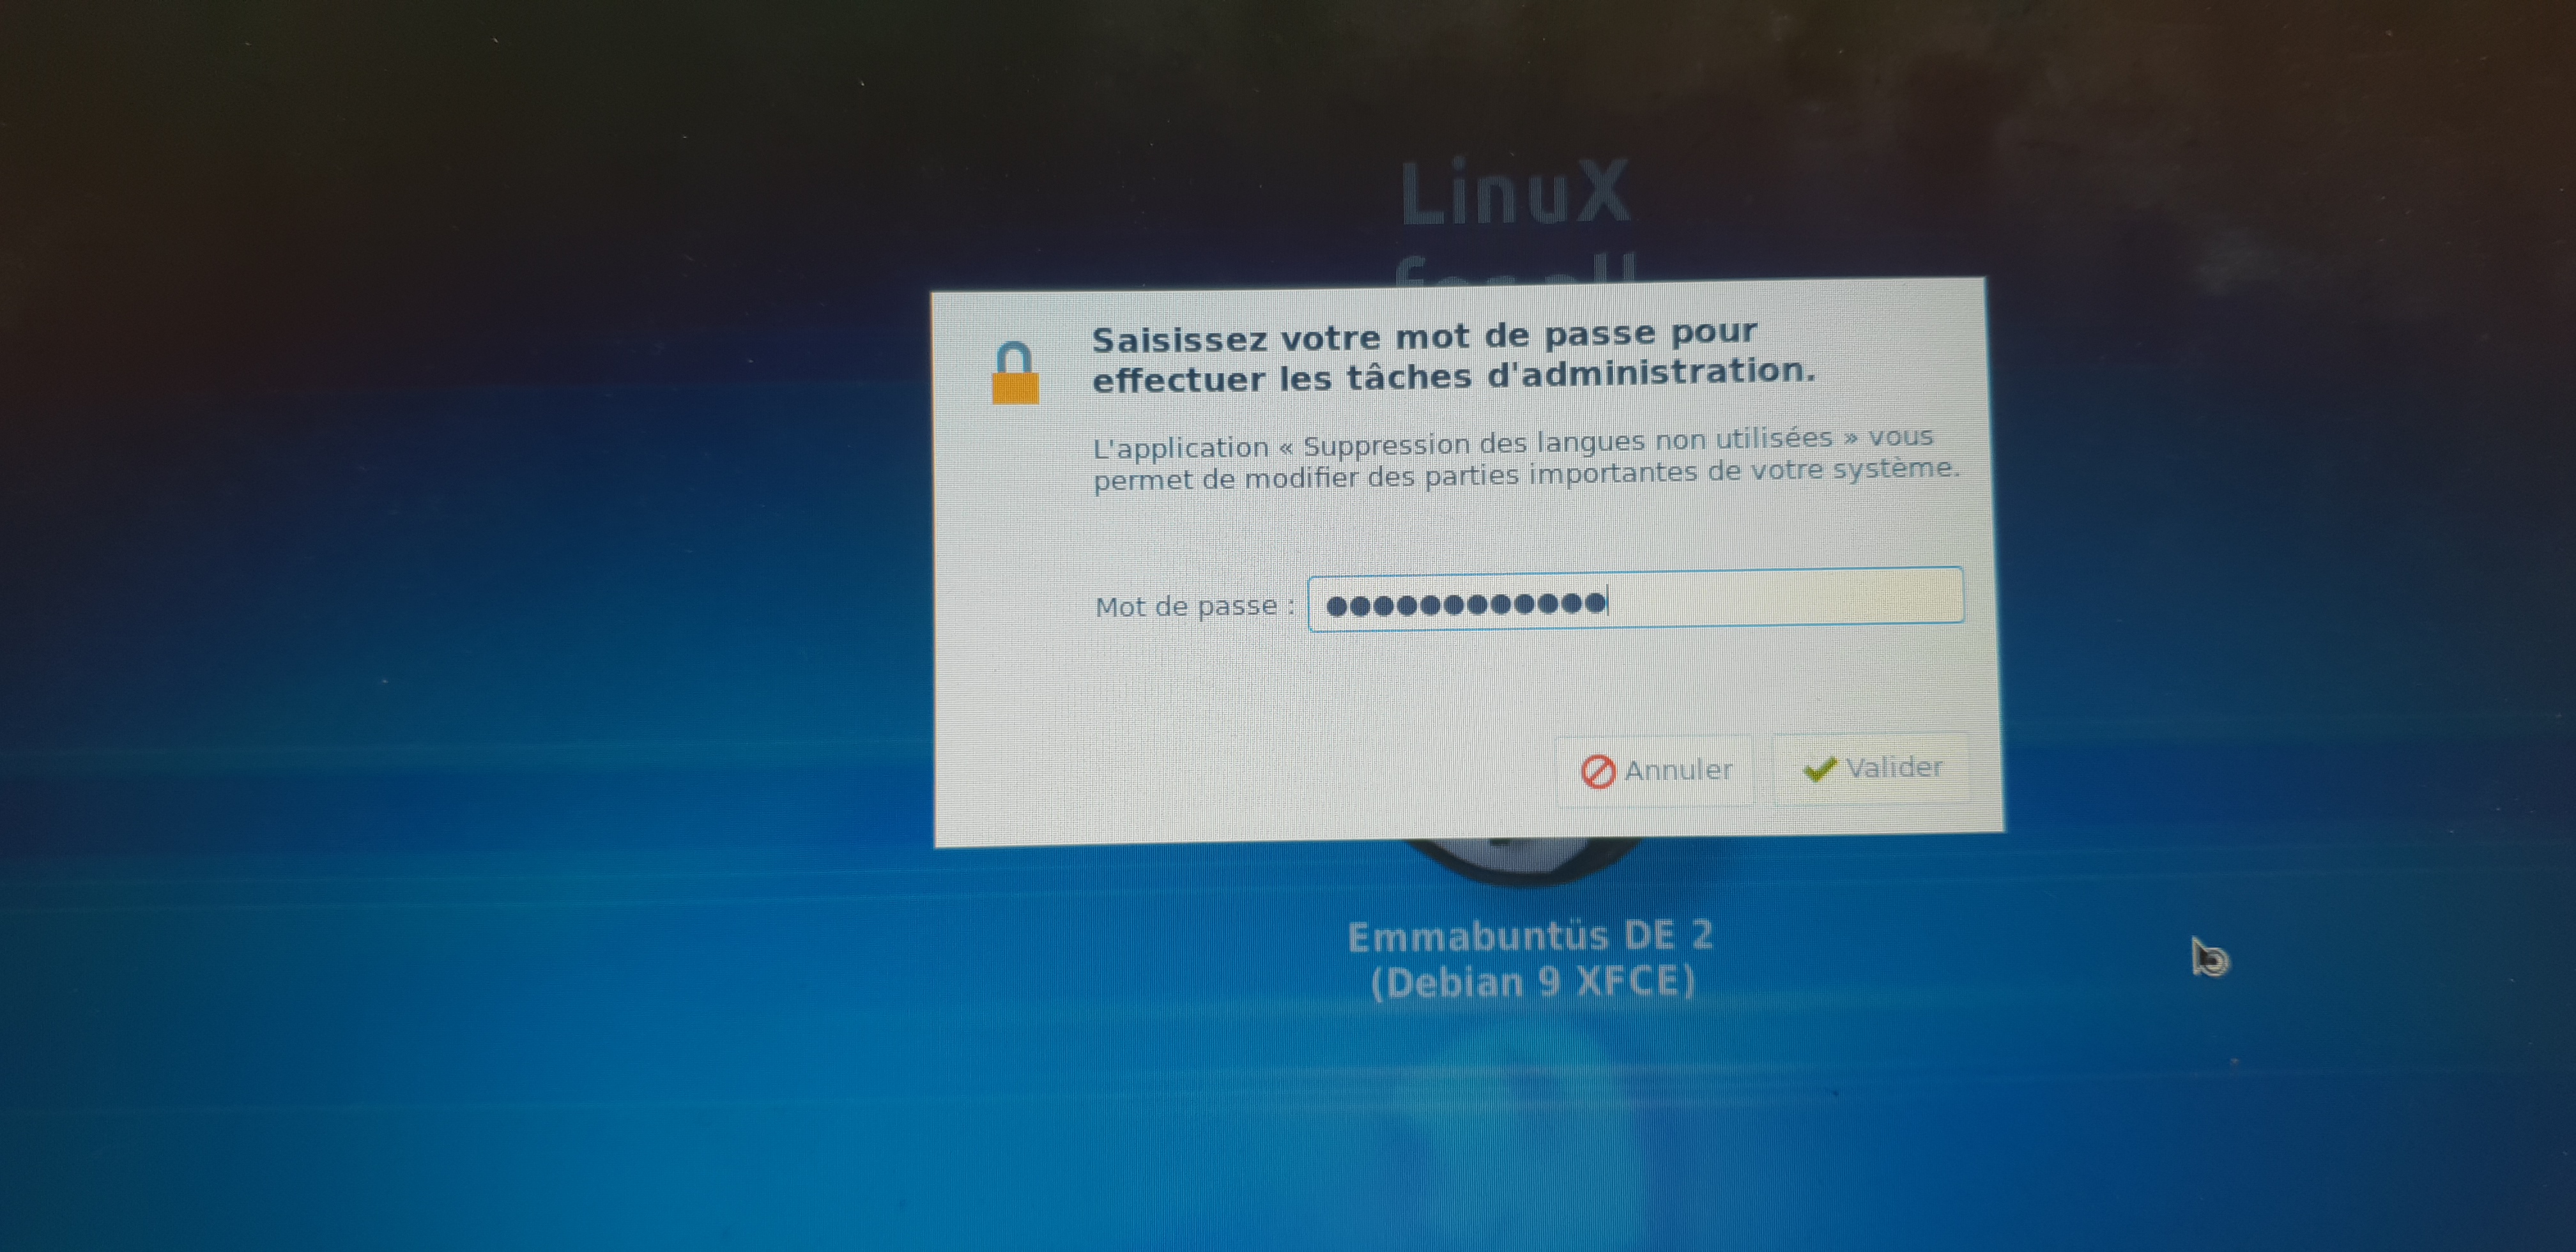 LinuX
Saisissez votre mot de passe pour
effectuer les tâches d'administration.
L'application « Suppression des langues non utilisées » vous
permet de modifier des parties importantes de votre système.
Mot de passe : ●●●●●●●●●●●●
Annuler Valider
Emmabuntüs DE 2
(Debian 9 XFCE)